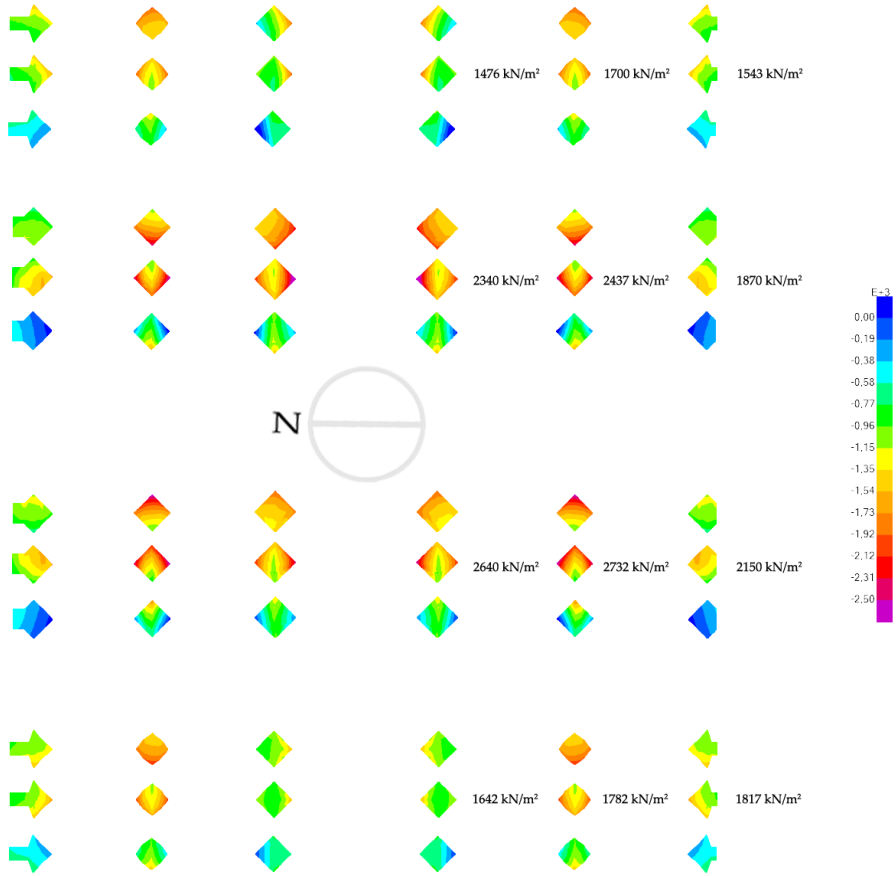 1476 kN/m² 1700 kN/m² 1543 kN/m²
2340 kN/m² 2437 kN/m² 1870 kN/m²
E+3
0,00
-0,19
-0,38
-0,58
-0,77
-0,96
-1,15
-1,35
-1,54
-1,73
-1,92
-2,12
-2,31
-2,50
N
2640 kN/m² 2732 kN/m² 2150 kN/m²
1642 kN/m² 1782 kN/m² 1817 kN/m²